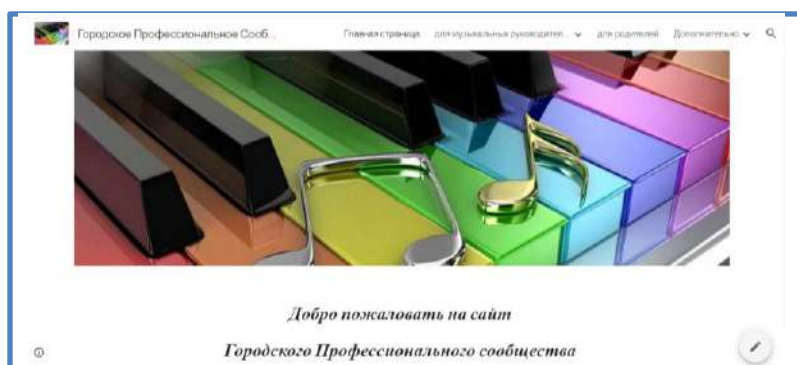 Городское Профессиональное Сооб...
Главная страница
для музыкальных руководител...
для родителей
Дополнительно
Добро пожаловать на сайт
Городского Профессионального сообщества